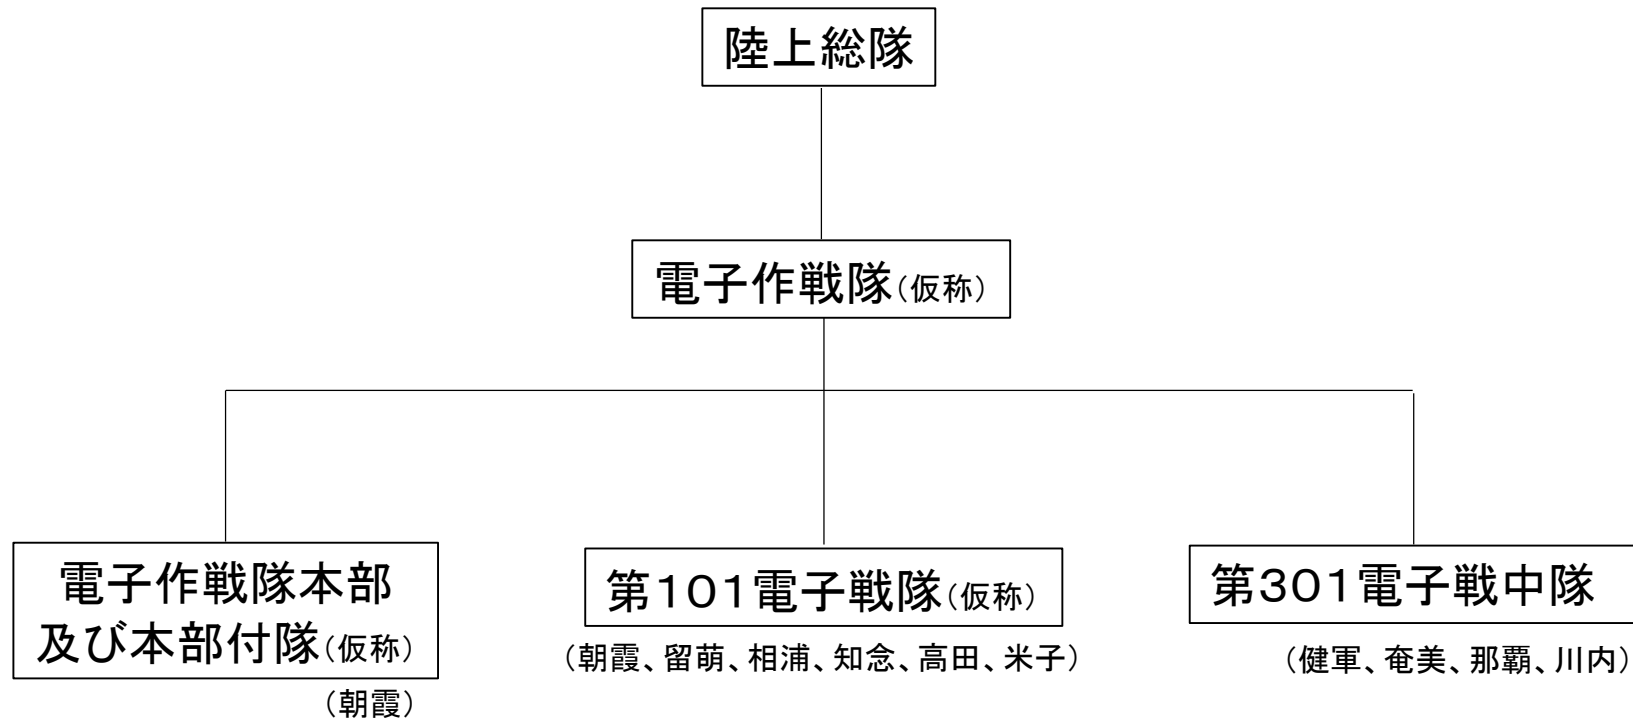 陸上総隊
電子作戦隊(仮称)
電子作戦隊本部
及び本部付隊(仮称)
(朝霞)
第101電子戦隊(仮称)
(朝霞、留萌、相浦、知念、高田、米子)
第301電子戦中隊
(健軍、奄美、那覇、川内)